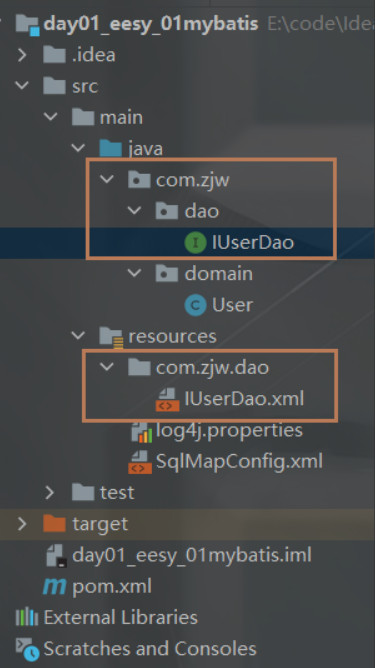 day01_eesy_01mybatis E:\code\Idea
.idea
src
main
java
com.zjw
dao
I IUserDao
domain
C User
resources
com.zjw.dao
IUserDao.xml
log4j.properties
SqlMapConfig.xml
test
target
day01_eesy_01mybatis.iml
m pom.xml
External Libraries
Scratches and Consoles